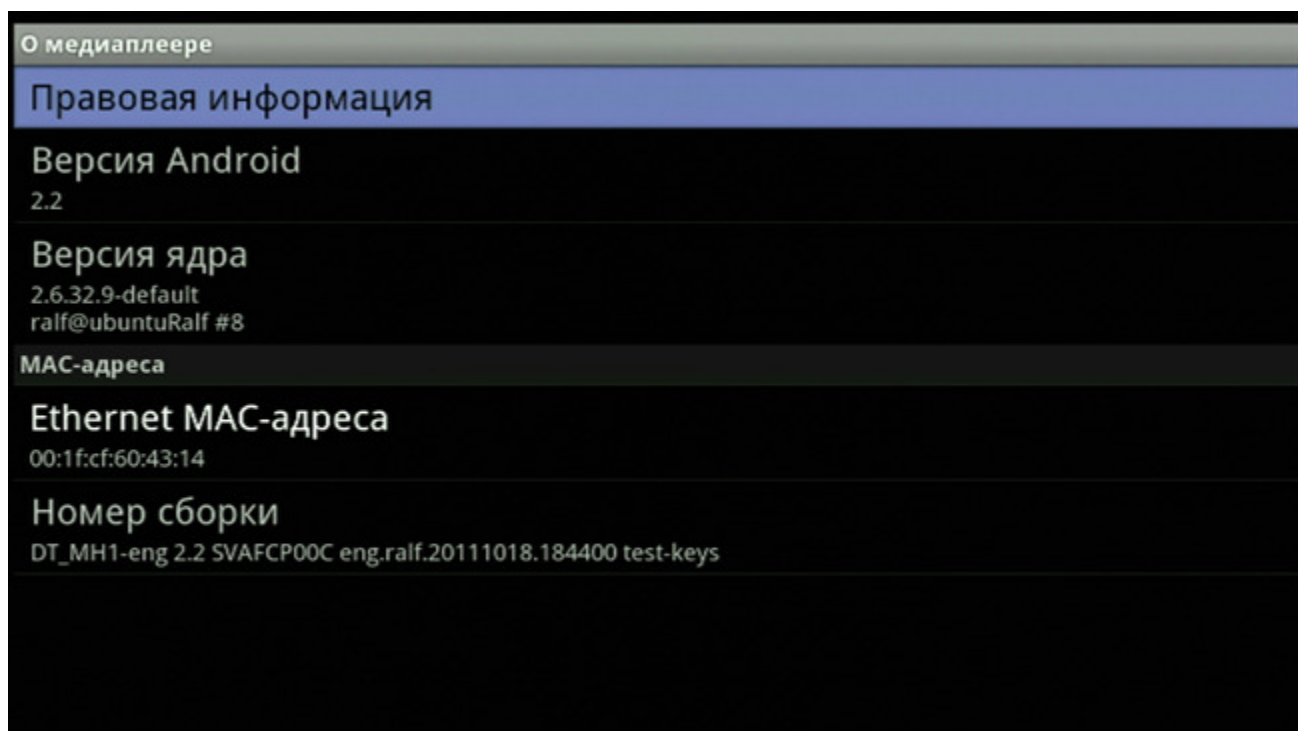 О медиаплеере
Правовая информация
Версия Android
2.2
Версия ядра
2.6.32.9-default
ralf@ubuntuRalf #8
MAC-адреса
Ethernet MAC-адреса
00:1f:cf:60:43:14
Номер сборки
DT_MH1-eng 2.2 SVAFCP00C eng.ralf.20111018.184400 test-keys